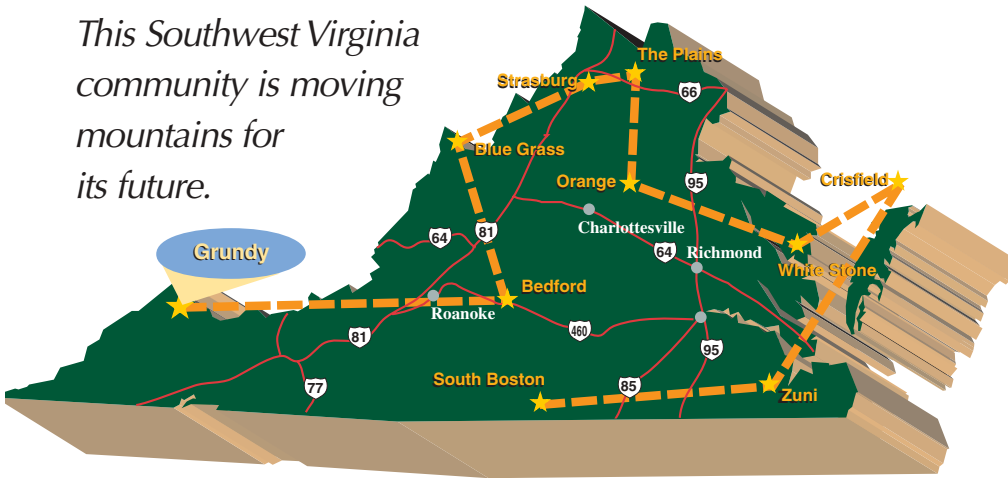 This Southwest Virginia
community is moving
mountains for
its future.
The Plains
Strasburg
66
Blue Grass
Orange
95
Crisfield
Charlottesville
64
81
64
Richmond
Grundy
White Stone
Bedford
Roanoke
460
81
95
77
South Boston
85
Zuni